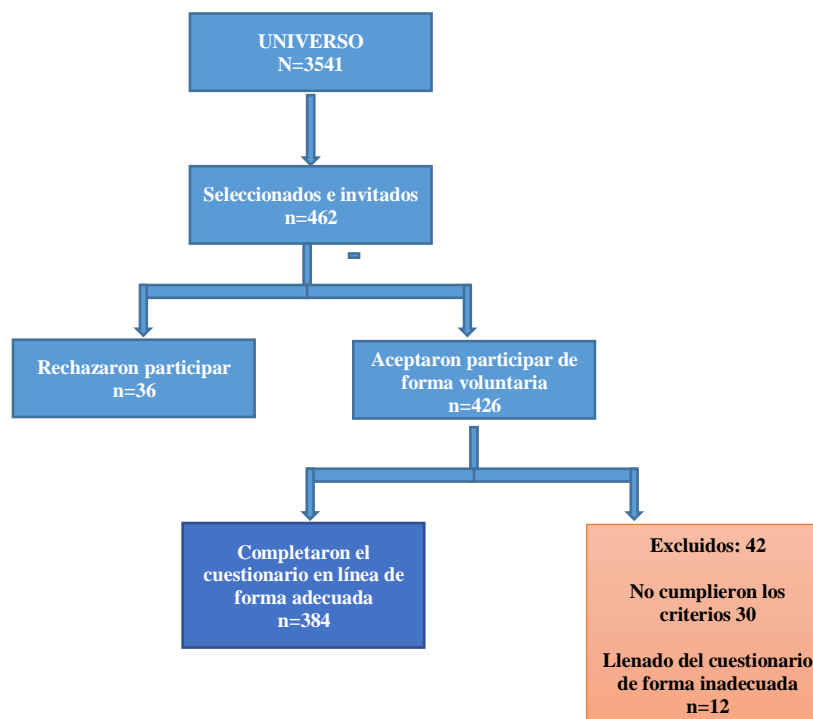 UNIVERSO
N=3541
Seleccionados e invitados
n=462
Rechazaron participar
n=36
Aceptaron participar de
forma voluntaria
n=426
Completaron el
cuestionario en línea de
forma adecuada
n=384
Excluidos: 42
No cumplieron los
criterios 30
Llenado del cuestionario
de forma inadecuada
n=12